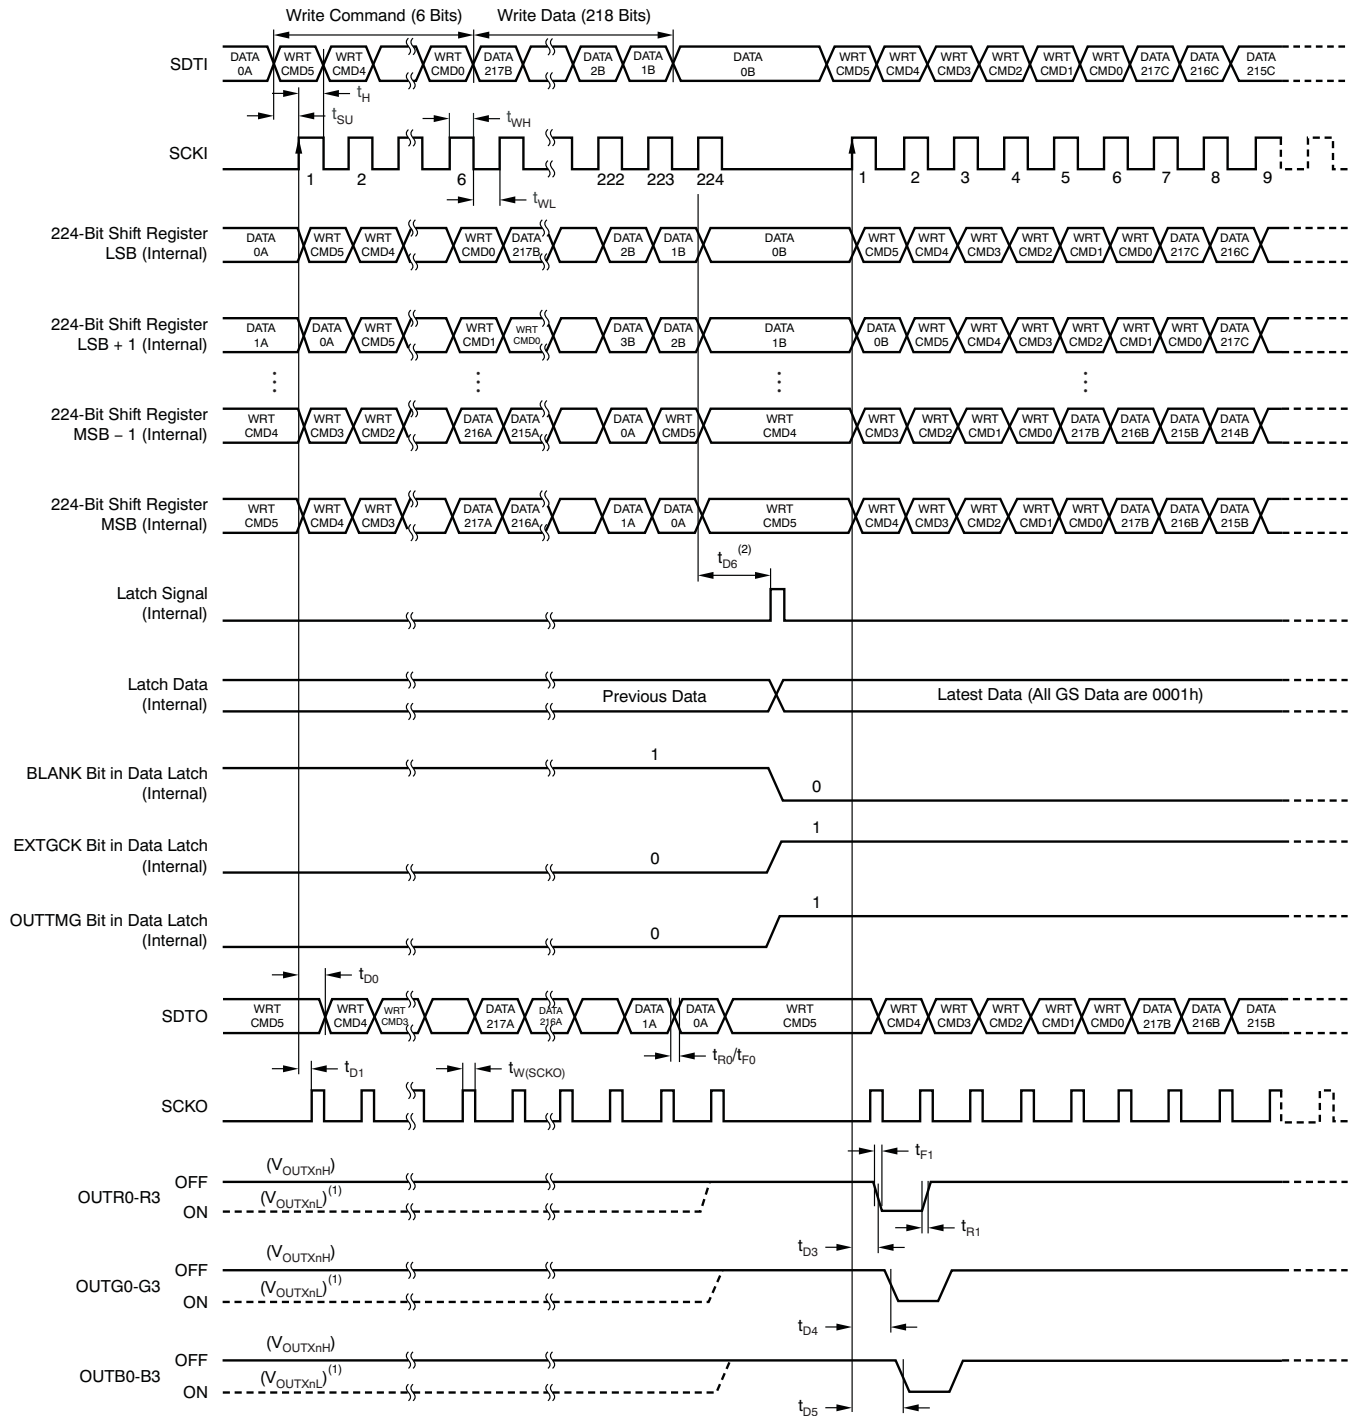 Write Command (6 Bits) Write Data (218 Bits)
SDTI DATA 0A WRT CMD5 WRT CMD4 WRT CMD0 DATA 217B DATA 2B DATA 1B DATA 0B WRT CMD5 WRT CMD4 WRT CMD3 WRT CMD2 WRT CMD1 WRT CMD0 DATA 217C DATA 216C DATA 215C
tH
tSU tWH
SCKI
1 2 6 222 223 224 1 2 3 4 5 6 7 8 9
tWL
224-Bit Shift Register LSB (Internal) DATA 0A WRT CMD5 WRT CMD4 WRT CMD0 DATA 217B DATA 2B DATA 1B DATA 0B WRT CMD5 WRT CMD4 WRT CMD3 WRT CMD2 WRT CMD1 WRT CMD0 DATA 217C DATA 216C
224-Bit Shift Register LSB + 1 (Internal) DATA 1A DATA 0A WRT CMD5 WRT CMD1 WRT CMD0 DATA 3B DATA 2B DATA 1B DATA 0B WRT CMD5 WRT CMD4 WRT CMD3 WRT CMD2 WRT CMD1 WRT CMD0 DATA 217C
224-Bit Shift Register MSB − 1 (Internal) WRT CMD4 WRT CMD3 WRT CMD2 DATA 216A DATA 215A DATA 0A WRT CMD5 WRT CMD4 WRT CMD3 WRT CMD2 WRT CMD1 WRT CMD0 DATA 217B DATA 216B DATA 215B DATA 214B
224-Bit Shift Register MSB (Internal) WRT CMD5 WRT CMD4 WRT CMD3 DATA 217A DATA 216A DATA 1A DATA 0A WRT CMD5 WRT CMD4 WRT CMD3 WRT CMD2 WRT CMD1 WRT CMD0 DATA 217B DATA 216B DATA 215B
tD6(2)
Latch Signal
(Internal)
Latch Data
(Internal)
Previous Data Latest Data (All GS Data are 0001h)
BLANK Bit in Data Latch
(Internal)
1
0
EXTGCK Bit in Data Latch
(Internal)
1
0
OUTTMG Bit in Data Latch
(Internal)
1
0
tD0
SDTO WRT CMD5 WRT CMD4 WRT CMD3 DATA 217A DATA 216A DATA 1A DATA 0A WRT CMD5 WRT CMD4 WRT CMD3 WRT CMD2 WRT CMD1 WRT CMD0 DATA 217B DATA 216B DATA 215B
tD1 tW(SCKO) tR0/tF0
SCKO
tF1
OUTR0-R3 OFF (VOUTXnH)
ON (VOUTXnL)(1)
tR1
tD3
OUTG0-G3 OFF (VOUTXnH)
ON (VOUTXnL)(1)
tD4
OUTB0-B3 OFF (VOUTXnH)
ON (VOUTXnL)(1)
tD5